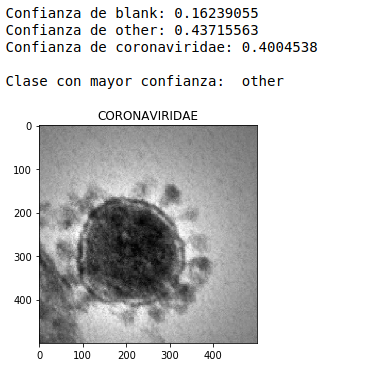 Confianza de blank: 0.16239055
Confianza de other: 0.43715563
Confianza de coronaviridae: 0.4004538
Clase con mayor confianza: other
CORONAVIRIDAE
0
100
200
300
400
0 100 200 300 400